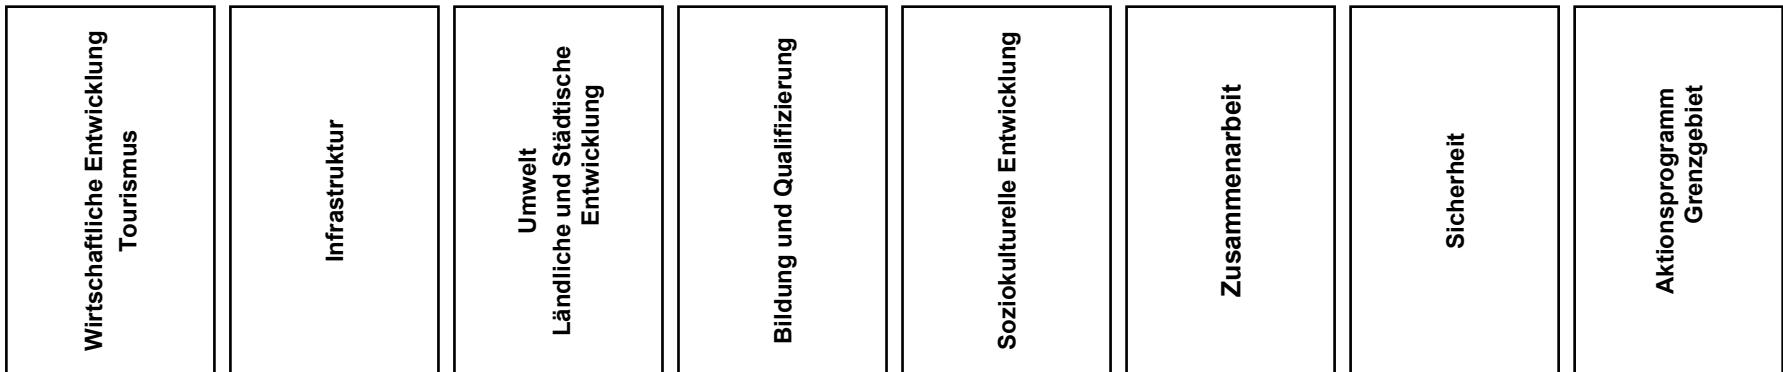 Wirtschaftliche Entwicklung
Tourismus
Infrastruktur
Umwelt
Ländliche und Städtische
Entwicklung
Bildung und Qualifizierung
Soziokulturelle Entwicklung
Zusammenarbeit
Sicherheit
Aktionsprogramm
Grenzgebiet